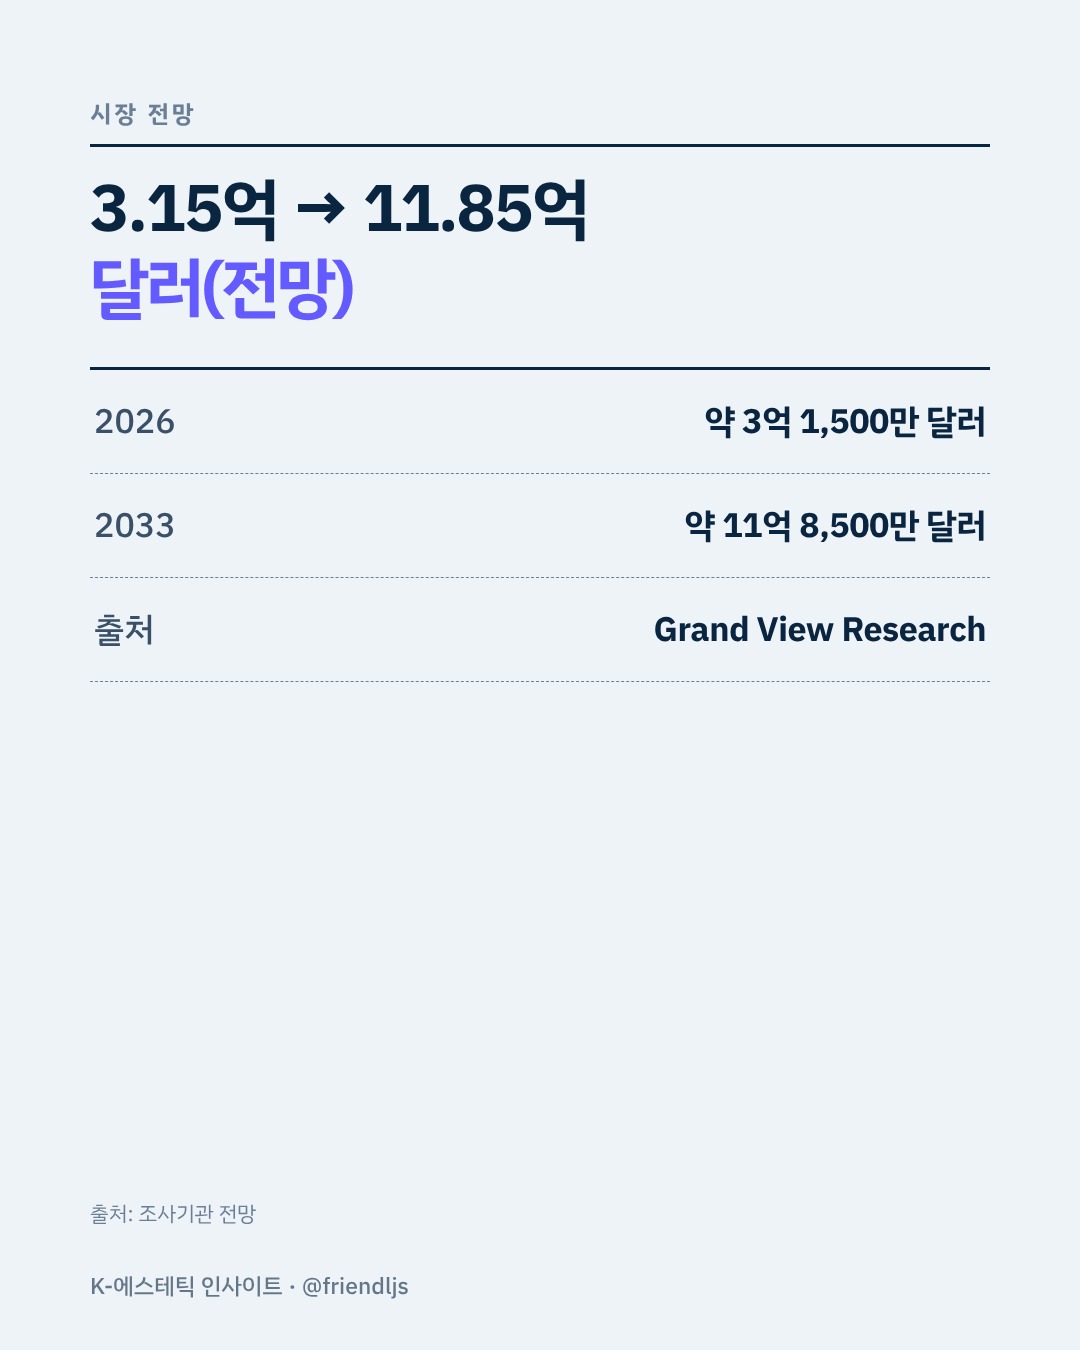 시장 전망
3.15억 → 11.85억
달러(전망)
2026 약 3억 1,500만 달러
2033 약 11억 8,500만 달러
출처 Grand View Research
출처: 조사기관 전망
K-에스테틱 인사이트 · @friendljs